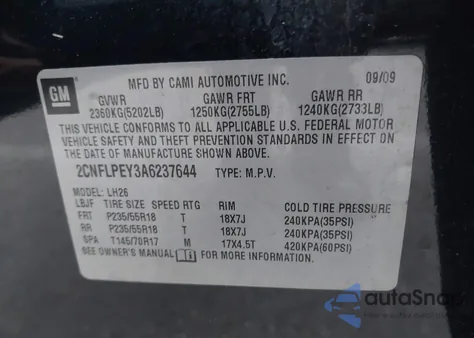 GM
MFD BY CAMI AUTOMOTIVE INC. 09/09
GVWR GAWR FRT GAWR RR
2360KG(5202LB) 1250KG(2755LB) 1240KG(2733LB)
THIS VEHICLE CONFORMS TO ALL APPLICABLE U.S. FEDERAL MOTOR
VEHICLE SAFETY AND THEFT PREVENTION STANDARDS IN EFFECT ON
THE DATE OF MANUFACTURE SHOWN ABOVE.
2CNFLPEY3A6237644 TYPE: M.P.V.
MODEL: LH26
LBJF TIRE SIZE SPEED RTG RIM COLD TIRE PRESSURE
FRT P235/55R18 T 18X7J 240KPA(35PSI)
RR P235/55R18 T 18X7J 240KPA(35PSI)
SPA T145/70R17 M 17X4.5T 420KPA(60PSI)
SEE OWNER'S MANUAL FOR MORE INFORMATION.
autoSnap